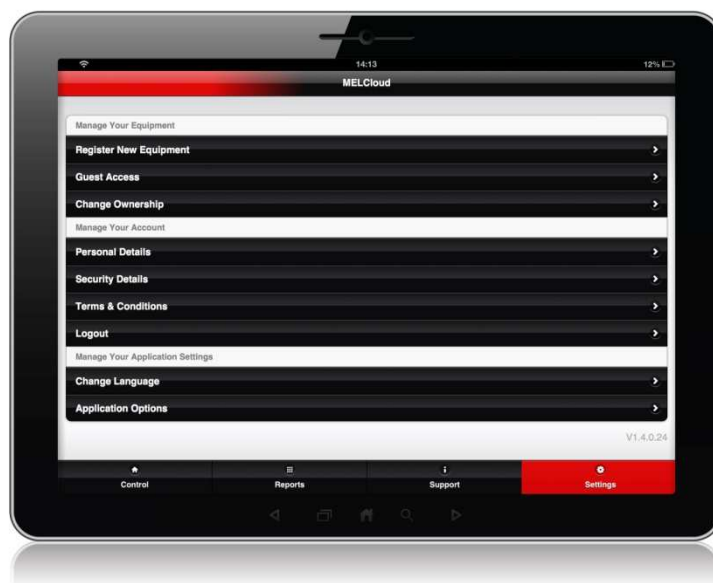 14:13
12%
MELCloud
Manage Your Equipment
Register New Equipment
Guest Access
Change Ownership
Manage Your Account
Personal Details
Security Details
Terms & Conditions
Logout
Manage Your Application Settings
Change Language
Application Options
V1.4.0.24
Control
Reports
Support
Settings